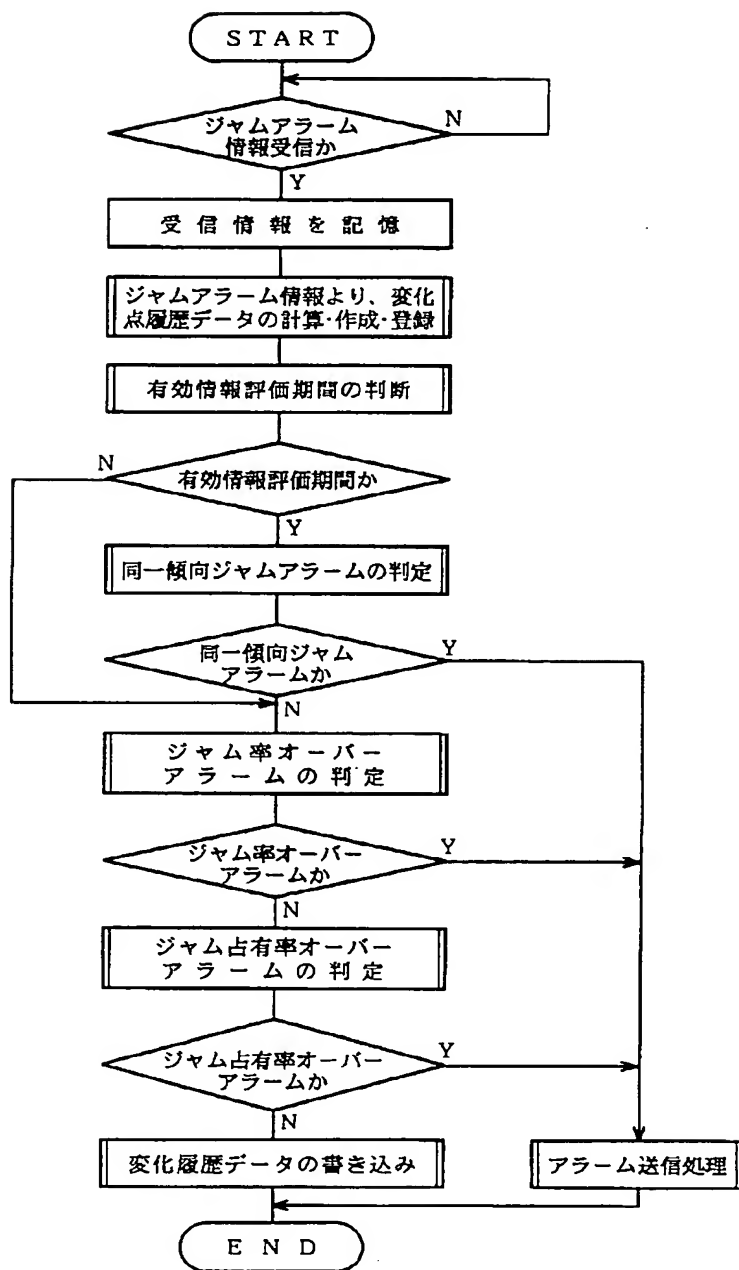 START
ジャムアラーム
情報受信か
N
Y
受信情報を記憶
ジャムアラーム情報より、変化
点履歴データの計算・作成・登録
有効情報評価期間の判断
N
有効情報評価期間か
Y
同一傾向ジャムアラームの判定
同一傾向ジャム
アラームか
Y
N
ジャム率オーバー
アラームの判定
ジャム率オーバー
アラームか
Y
N
ジャム占有率オーバー
アラームの判定
ジャム占有率オーバー
アラームか
Y
N
変化履歴データの書き込み
アラーム送信処理
END